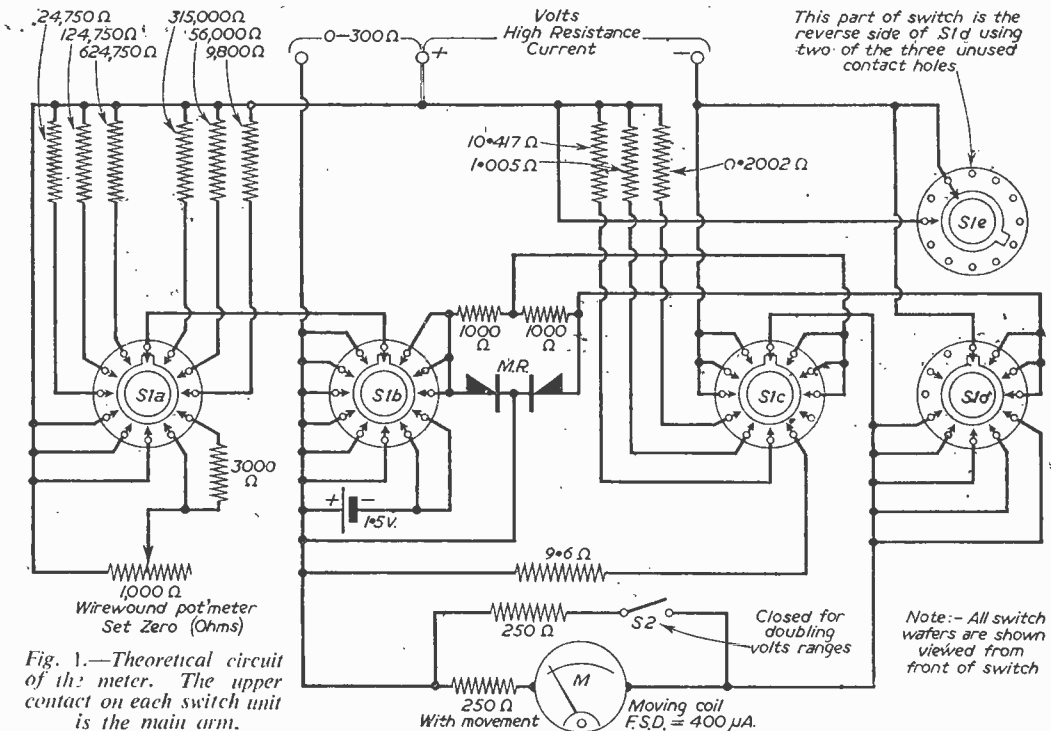 24,750Ω
124,750Ω
624,750Ω
315,000Ω
56,000Ω
9,800Ω
0–300Ω
+
Volts
High Resistance
Current
–
This part of switch is the
reverse side of S1d using
two of the three unused
contact holes
10·417Ω
1·005Ω
0·2002Ω
S1e
1000
Ω
1000
Ω
M.R.
S1a
S1b
S1c
S1d
3000
Ω
+ –
1·5V.
1,000Ω
Wirewound pot'meter
Set Zero (Ohms)
9·6Ω
250Ω
S2
Closed for
doubling
volts ranges
Note:- All switch
wafers are shown
viewed from
front of switch
250Ω
With movement
M
Moving coil
F.S.D. = 400 µA.
Fig. 1.—Theoretical circuit
of the meter. The upper
contact on each switch unit
is the main arm.